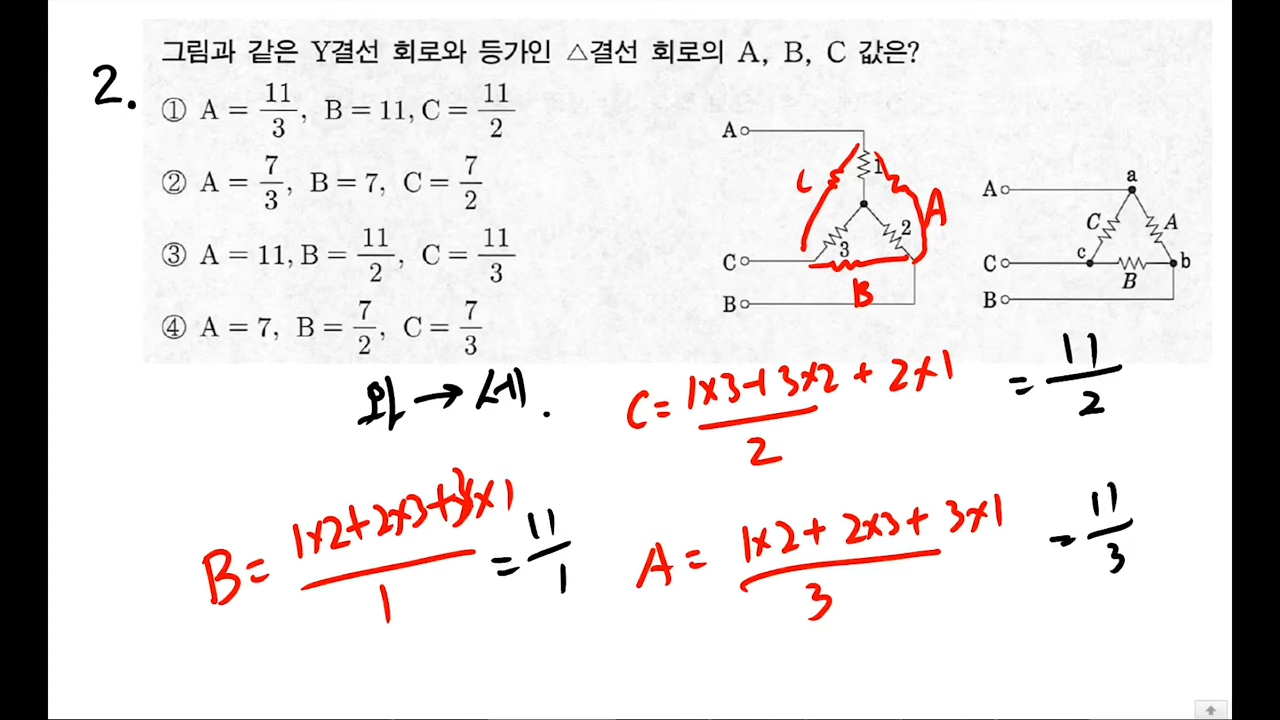 2.
그림과 같은 Y결선 회로와 등가인 △결선 회로의 A, B, C 값은?
① A = 11/3, B = 11, C = 11/2
② A = 7/3, B = 7, C = 7/2
③ A = 11, B = 11/2, C = 11/3
④ A = 7, B = 7/2, C = 7/3
A
1
C
A
2
3
C
B
B
a
A
C
A
c
b
C
B
B
와 → 세.
C = (1×3+3×2+2×1)/2 = 11/2
B = (1×2+2×3+3×1)/1 = 11/1
A = (1×2+2×3+3×1)/3 = 11/3